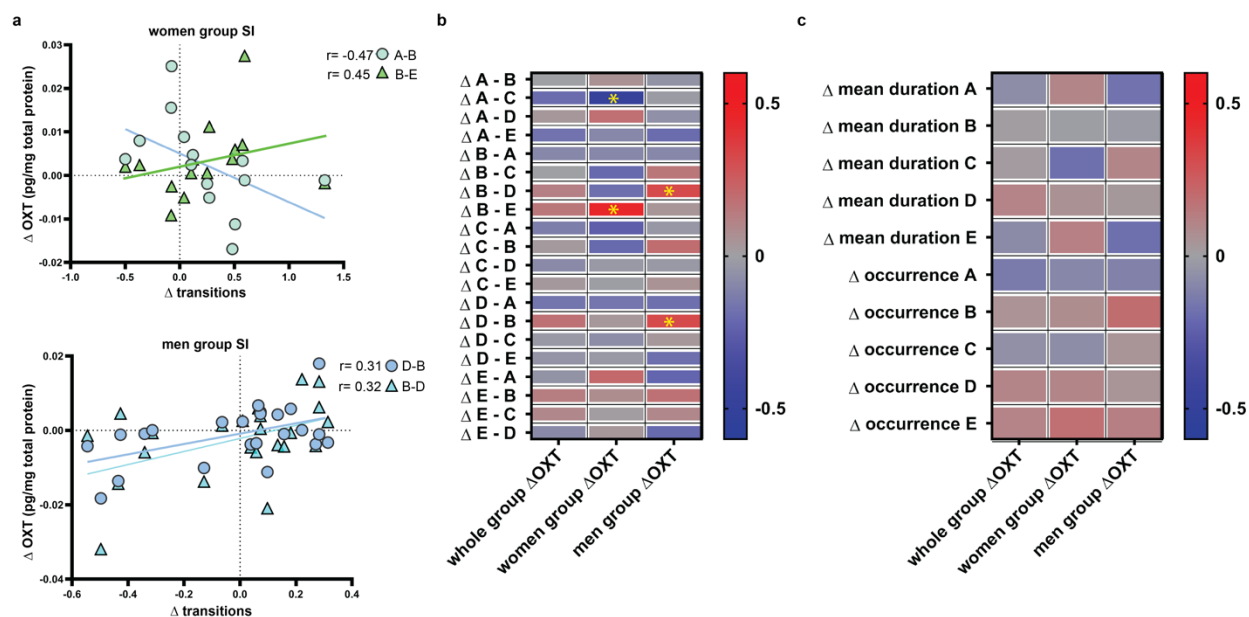 a
women group SI
r= -0.47 A-B
r= 0.45 B-E
0.03
0.02
0.01
0.00
-0.01
0.02
-1.0 -0.5 0.0 0.5 1.0 1.5
Δ OXT (pg/mg total protein)
Δ transitions
men group SI
r= 0.31 D-B
r= 0.32 B-D
0.02
0.00
-0.02
-0.04
-0.6 -0.4 -0.2 0.0 0.2 0.4
Δ OXT (pg/mg total protein)
Δ transitions
b
Δ A - B
Δ A - C
*
Δ A - D
Δ A - E
Δ B - A
Δ B - C
Δ B - D
*
Δ B - E
*
Δ C - A
Δ C - B
Δ C - D
Δ C - E
Δ D - A
Δ D - B
*
Δ D - C
Δ D - E
Δ E - A
Δ E - B
Δ E - C
Δ E - D
whole group ΔOXT
women group ΔOXT
men group ΔOXT
0.5
0
-0.5
c
Δ mean duration A
Δ mean duration B
Δ mean duration C
Δ mean duration D
Δ mean duration E
Δ occurrence A
Δ occurrence B
Δ occurrence C
Δ occurrence D
Δ occurrence E
whole group ΔOXT
women group ΔOXT
men group ΔOXT
0.5
0
-0.5